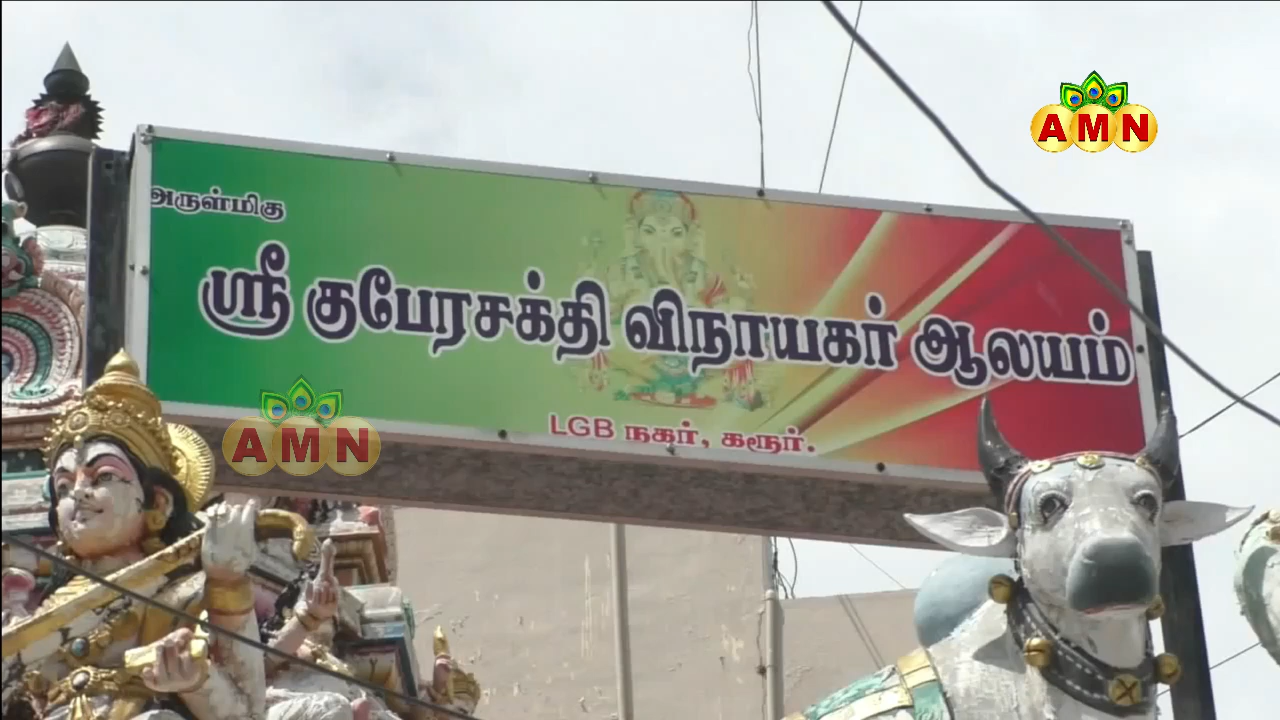 AMN
அருள்மிகு
ஸ்ரீ குபேரசக்தி விநாயகர் ஆலயம்
LGB நகர், கரூர்.
AMN